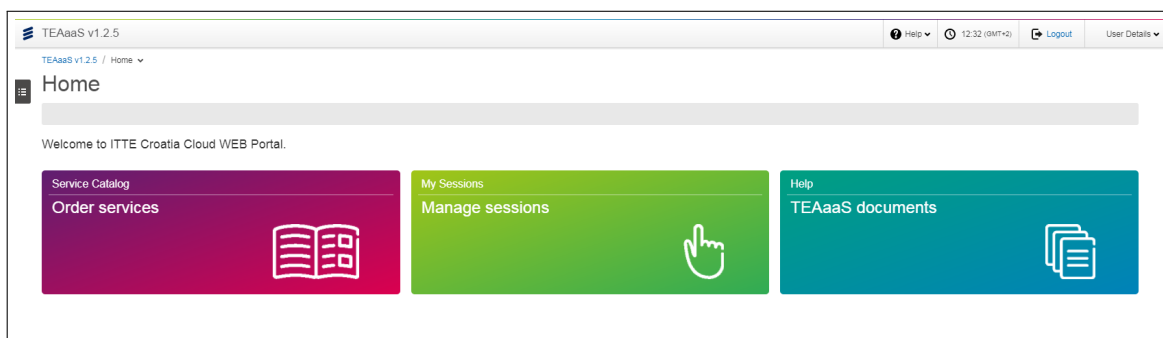 TEAaaS v1.2.5
Help
12:32 (GMT+2)
Logout
User Details
TEAaaS v1.2.5 / Home
Home
Welcome to ITTE Croatia Cloud WEB Portal.
Service Catalog
Order services
My Sessions
Manage sessions
Help
TEAaaS documents